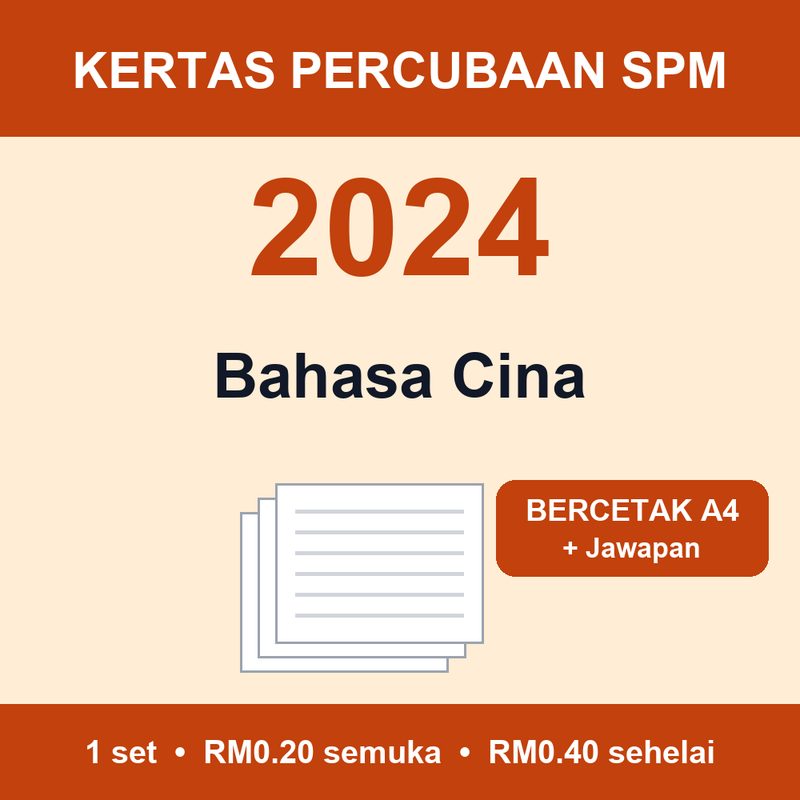 KERTAS PERCUBAAN SPM
2024
Bahasa Cina
BERCETAK A4
+ Jawapan
1 set • RM0.20 semuka • RM0.40 sehelai